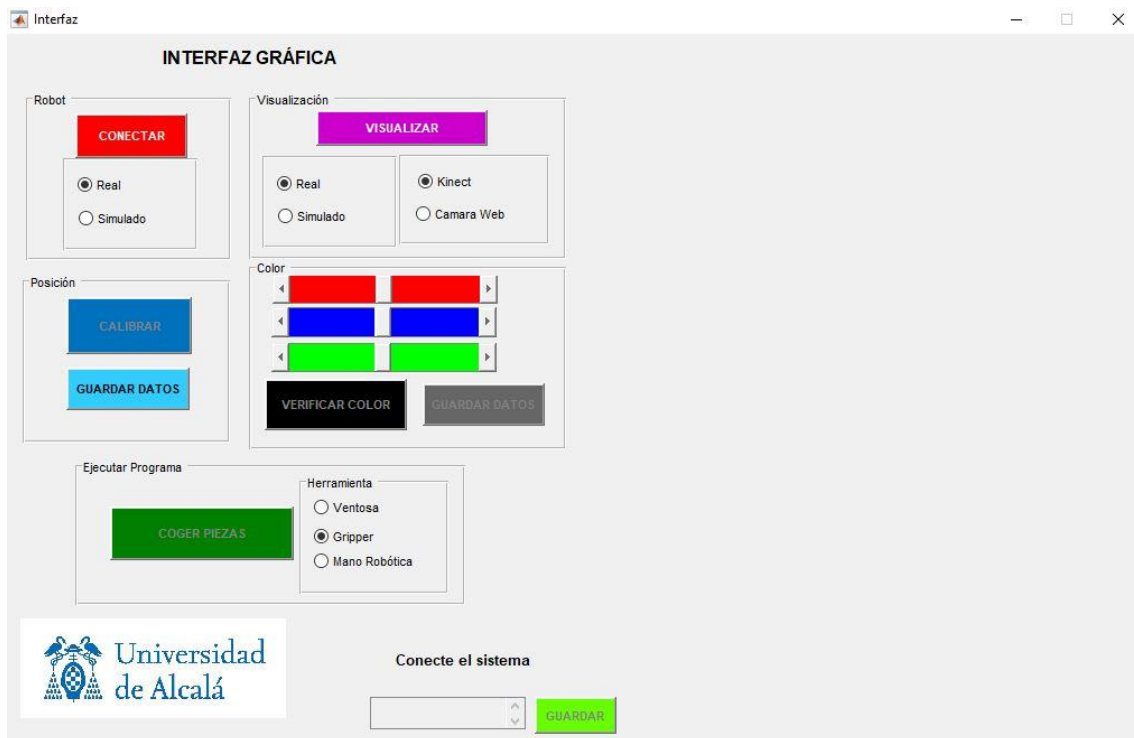 Interfaz
INTERFAZ GRÁFICA
Robot
CONECTAR
Real
Simulado
Visualización
VISUALIZAR
Real
Simulado
Kinect
Camara Web
Posición
CALIBRAR
GUARDAR DATOS
Color
VERIFICAR COLOR
GUARDAR DATOS
Ejecutar Programa
COGER PIEZAS
Herramienta
Ventosa
Gripper
Mano Robótica
Universidad
de Alcalá
Conecte el sistema
GUARDAR